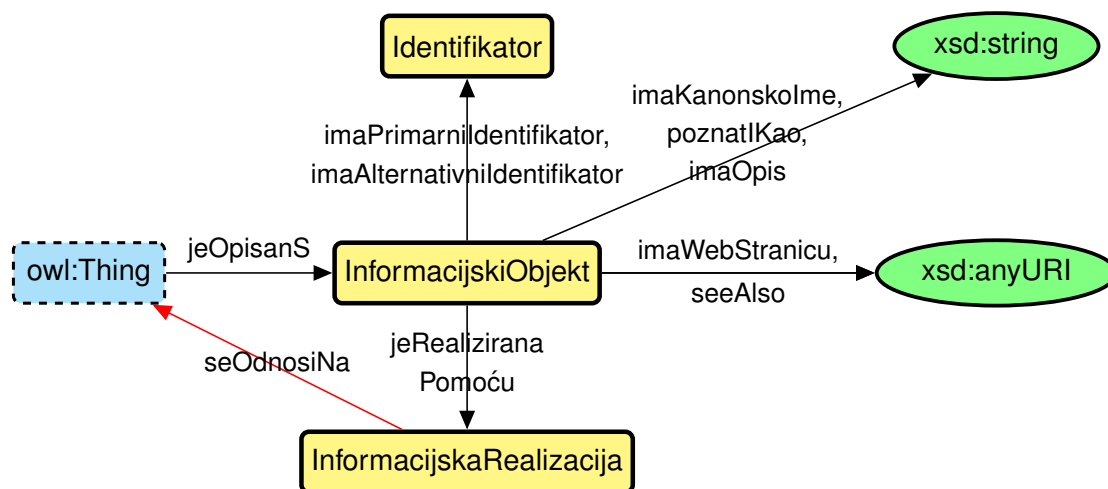 Identifikator
xsd:string
imaKanonskoIme,
poznatIKao,
imaOpis
imaPrimarniIdentifikator,
imaAlternativniIdentifikator
owl:Thing
jeOpisanS
InformacijskiObjekt
imaWebStranicu,
seeAlso
xsd:anyURI
seOdnosiNa
jeRealizirana
Pomoću
InformacijskaRealizacija